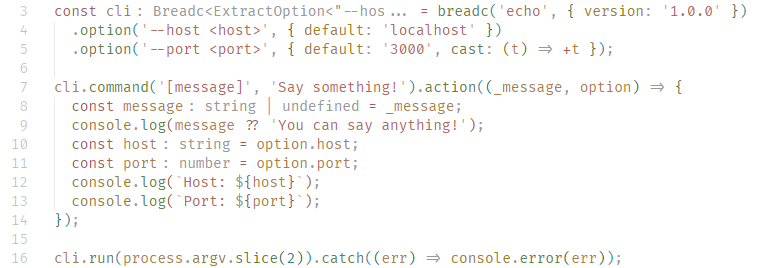 3 const cli: Breadc<ExtractOption<"--hos... = breadc('echo', { version: '1.0.0' })
4   .option('--host <host>', { default: 'localhost' })
5   .option('--port <port>', { default: '3000', cast: (t) => +t });
6
7 cli.command('[message]', 'Say something!').action((_message, option) => {
8   const message: string | undefined = _message;
9   console.log(message ?? 'You can say anything!');
10   const host: string = option.host;
11   const port: number = option.port;
12   console.log(`Host: ${host}`);
13   console.log(`Port: ${port}`);
14 });
15
16 cli.run(process.argv.slice(2)).catch((err) => console.error(err));